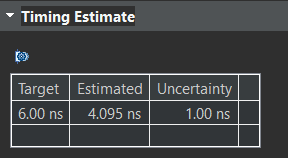 Timing Estimate
Target Estimated Uncertainty
6.00 ns 4.095 ns 1.00 ns